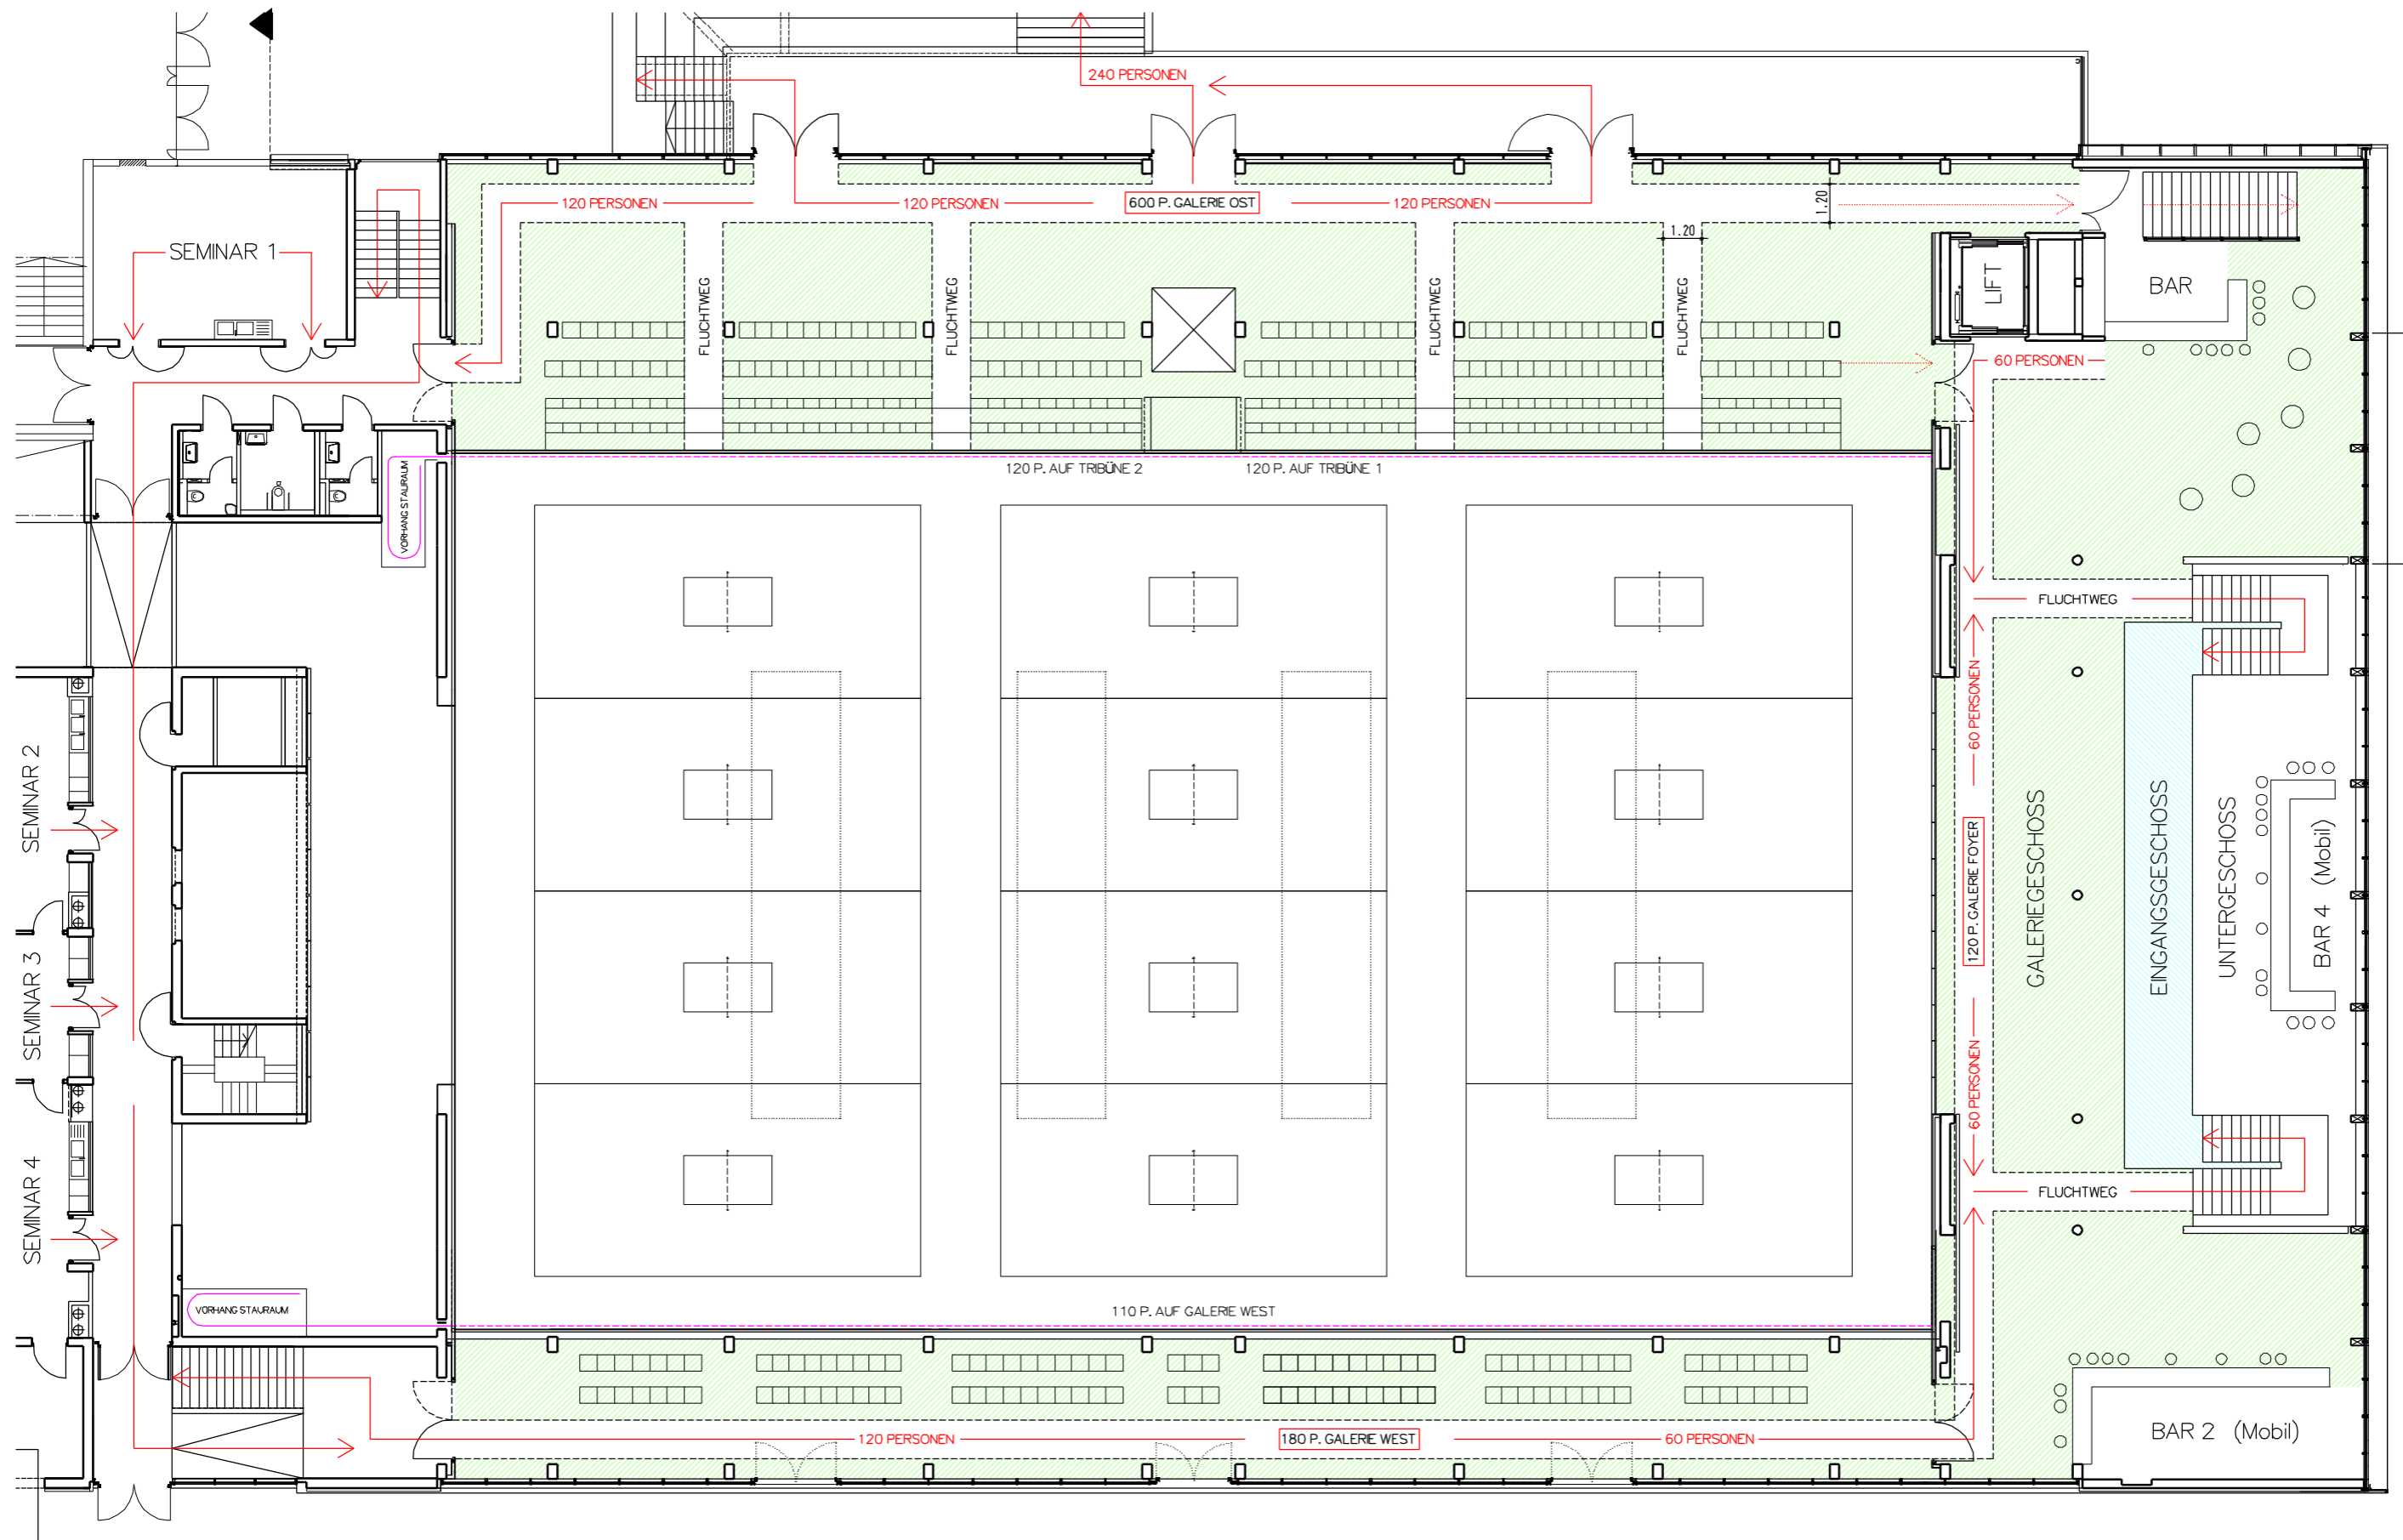 240 PERSONEN
120 PERSONEN
120 PERSONEN
600 P. GALERIE OST
120 PERSONEN
1.20
1.20
SEMINAR 1
FLUCHTWEG
FLUCHTWEG
FLUCHTWEG
FLUCHTWEG
LIFT
BAR
60 PERSONEN
VORHANG STAURAUM
120 P. AUF TRIBÜNE 2
120 P. AUF TRIBÜNE 1
FLUCHTWEG
60 PERSONEN
SEMINAR 2
SEMINAR 3
SEMINAR 4
120 P. GALERIE FOYER
GALERIEGESCHOSS
EINGANGSGESCHOSS
UNTERGESCHOSS
BAR 4 (Mobil)
60 PERSONEN
FLUCHTWEG
VORHANG STAURAUM
110 P. AUF GALERIE WEST
120 PERSONEN
180 P. GALERIE WEST
60 PERSONEN
BAR 2 (Mobil)